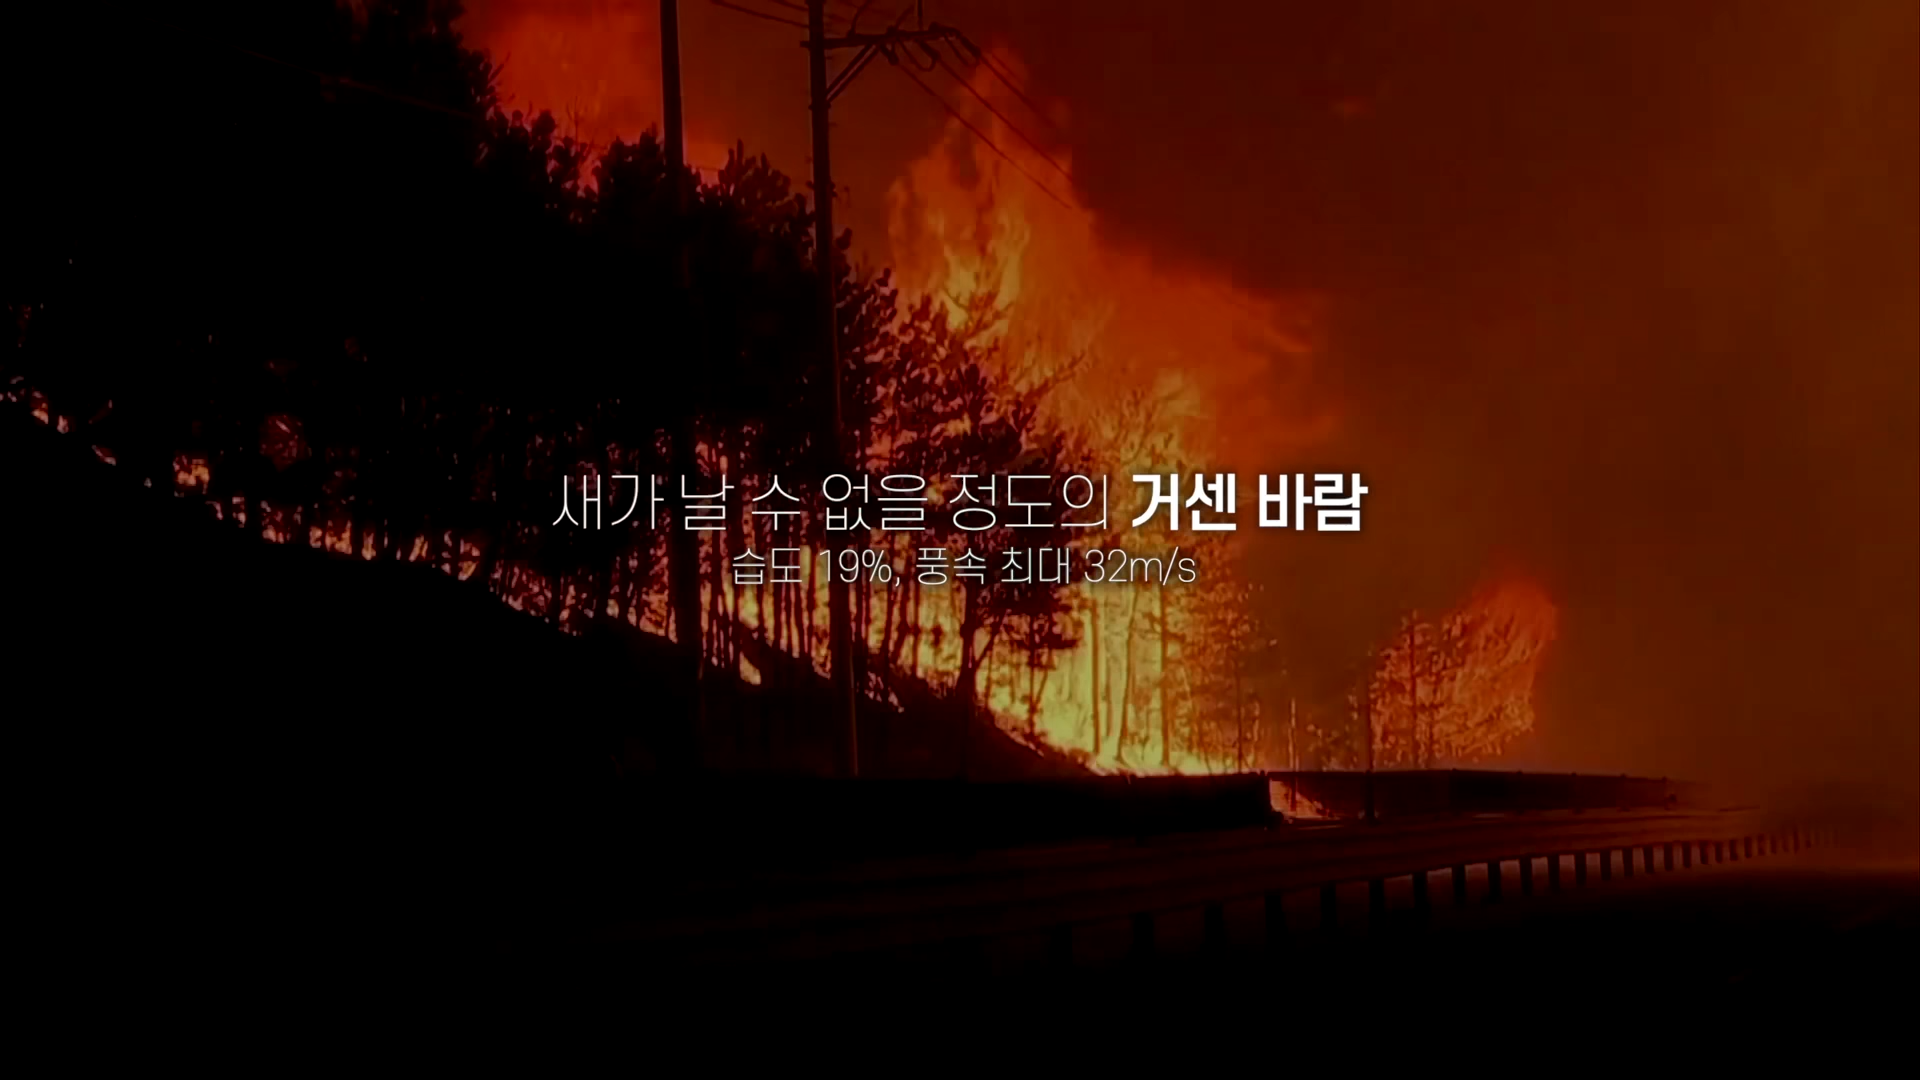 새가 날 수 없을 정도의 거센 바람
습도 19%, 풍속 최대 32m/s